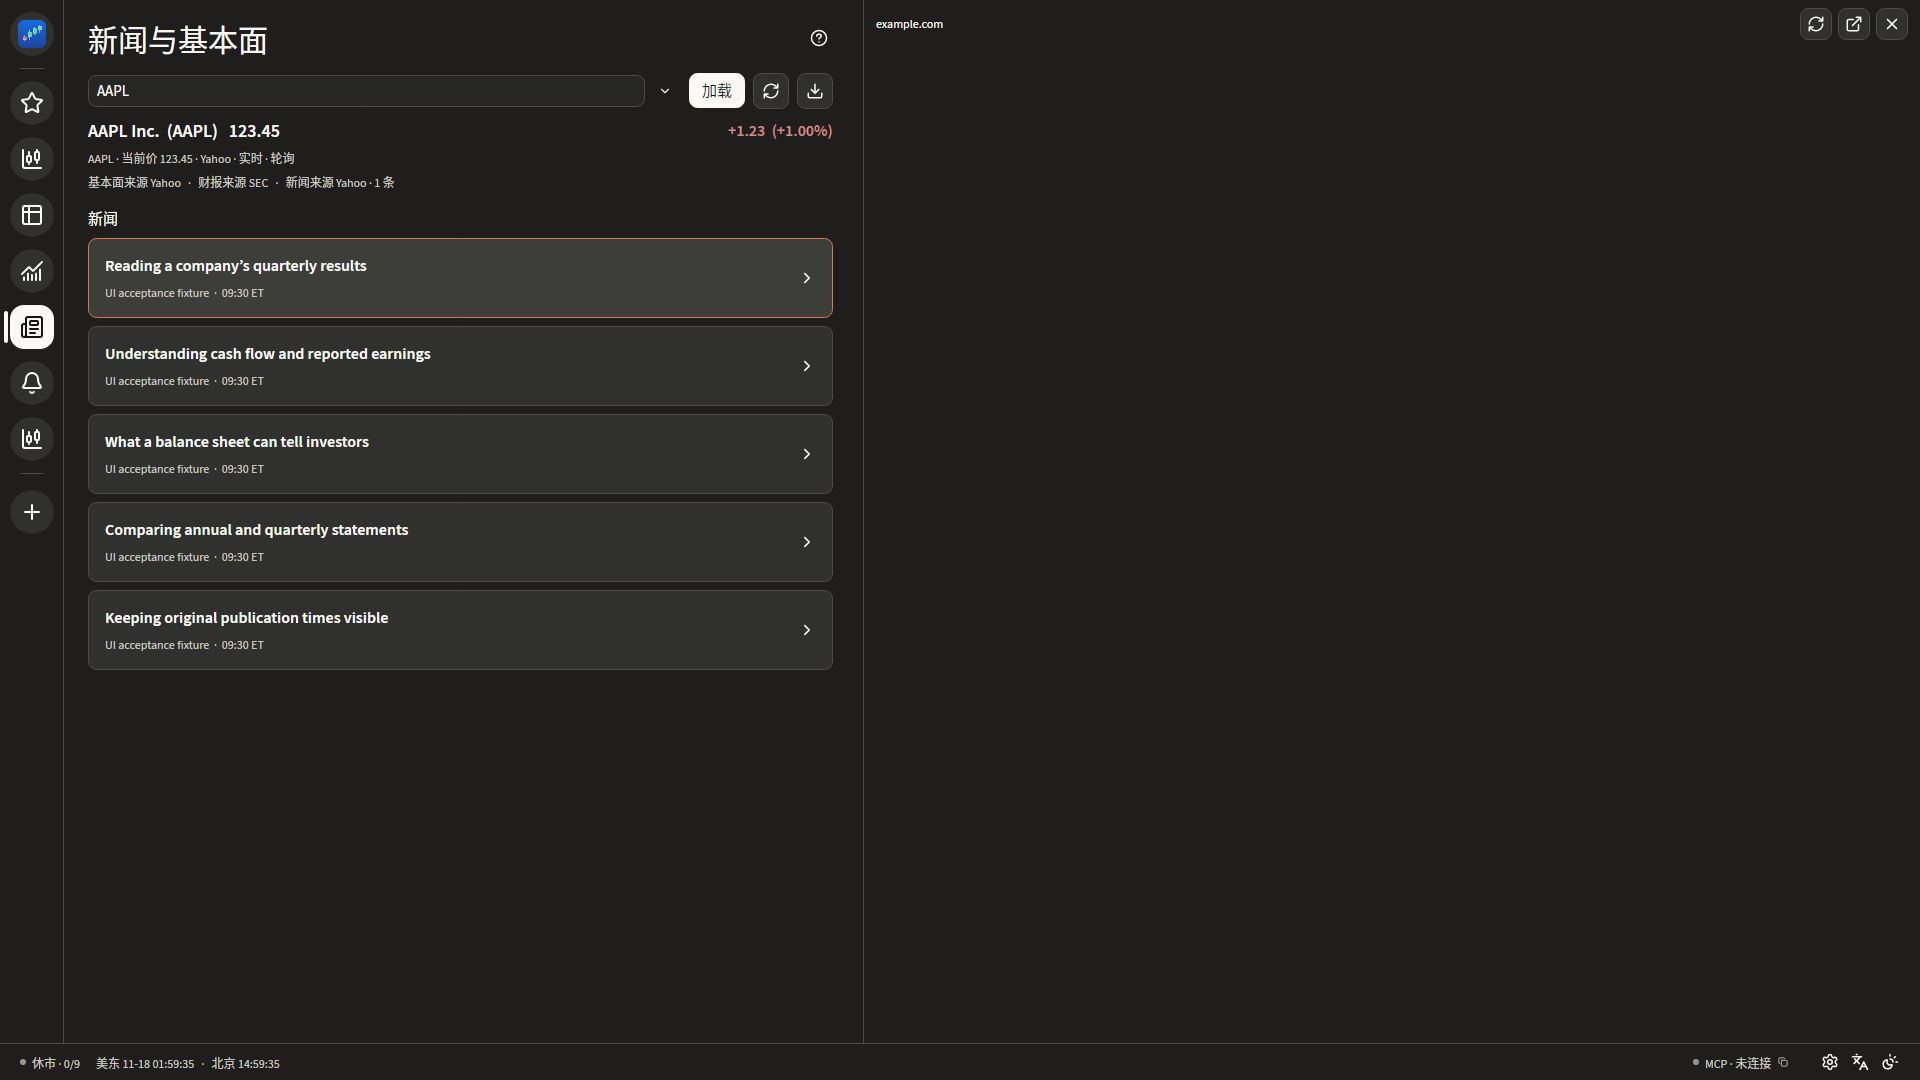 新闻与基本面
example.com
AAPL
加载
AAPL Inc. (AAPL) 123.45
+1.23 (+1.00%)
AAPL · 当前价 123.45 · Yahoo · 实时 · 轮询
基本面来源 Yahoo · 财报来源 SEC · 新闻来源 Yahoo · 1 条
新闻
Reading a company’s quarterly results
UI acceptance fixture · 09:30 ET
Understanding cash flow and reported earnings
UI acceptance fixture · 09:30 ET
What a balance sheet can tell investors
UI acceptance fixture · 09:30 ET
Comparing annual and quarterly statements
UI acceptance fixture · 09:30 ET
Keeping original publication times visible
UI acceptance fixture · 09:30 ET
休市 · 0/9 美东 11-18 01:59:35 · 北京 14:59:35
MCP · 未连接